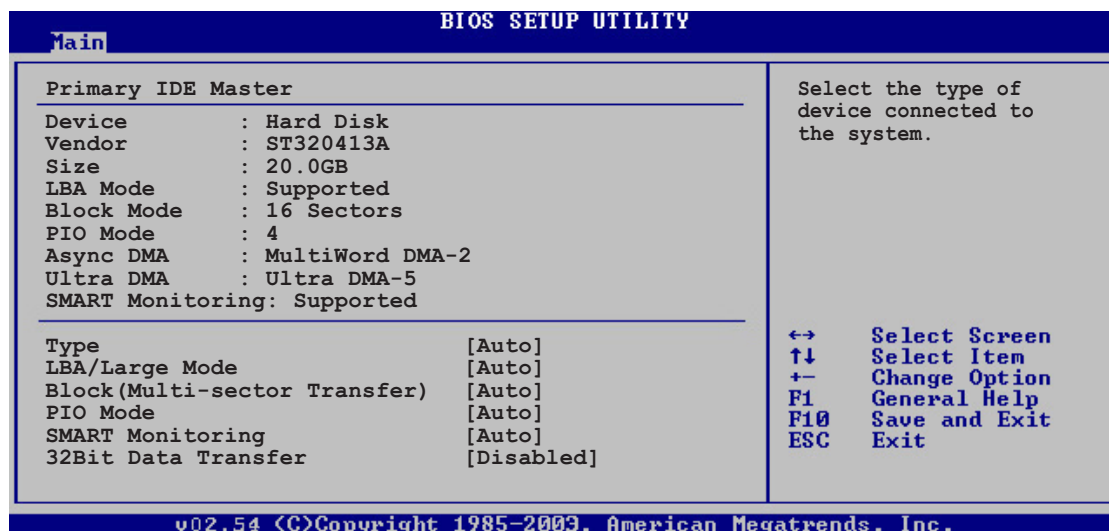 BIOS SETUP UTILITY
Main
Primary IDE Master
Device : Hard Disk
Vendor : ST320413A
Size : 20.0GB
LBA Mode : Supported
Block Mode : 16 Sectors
PIO Mode : 4
Async DMA : MultiWord DMA-2
Ultra DMA : Ultra DMA-5
SMART Monitoring: Supported
Type [Auto]
LBA/Large Mode [Auto]
Block(Multi-sector Transfer) [Auto]
PIO Mode [Auto]
SMART Monitoring [Auto]
32Bit Data Transfer [Disabled]
Select the type of
device connected to
the system.
←→ Select Screen
↑↓ Select Item
+- Change Option
F1 General Help
F10 Save and Exit
ESC Exit
v02.54 (C)Copyright 1985-2003, American Megatrends, Inc.